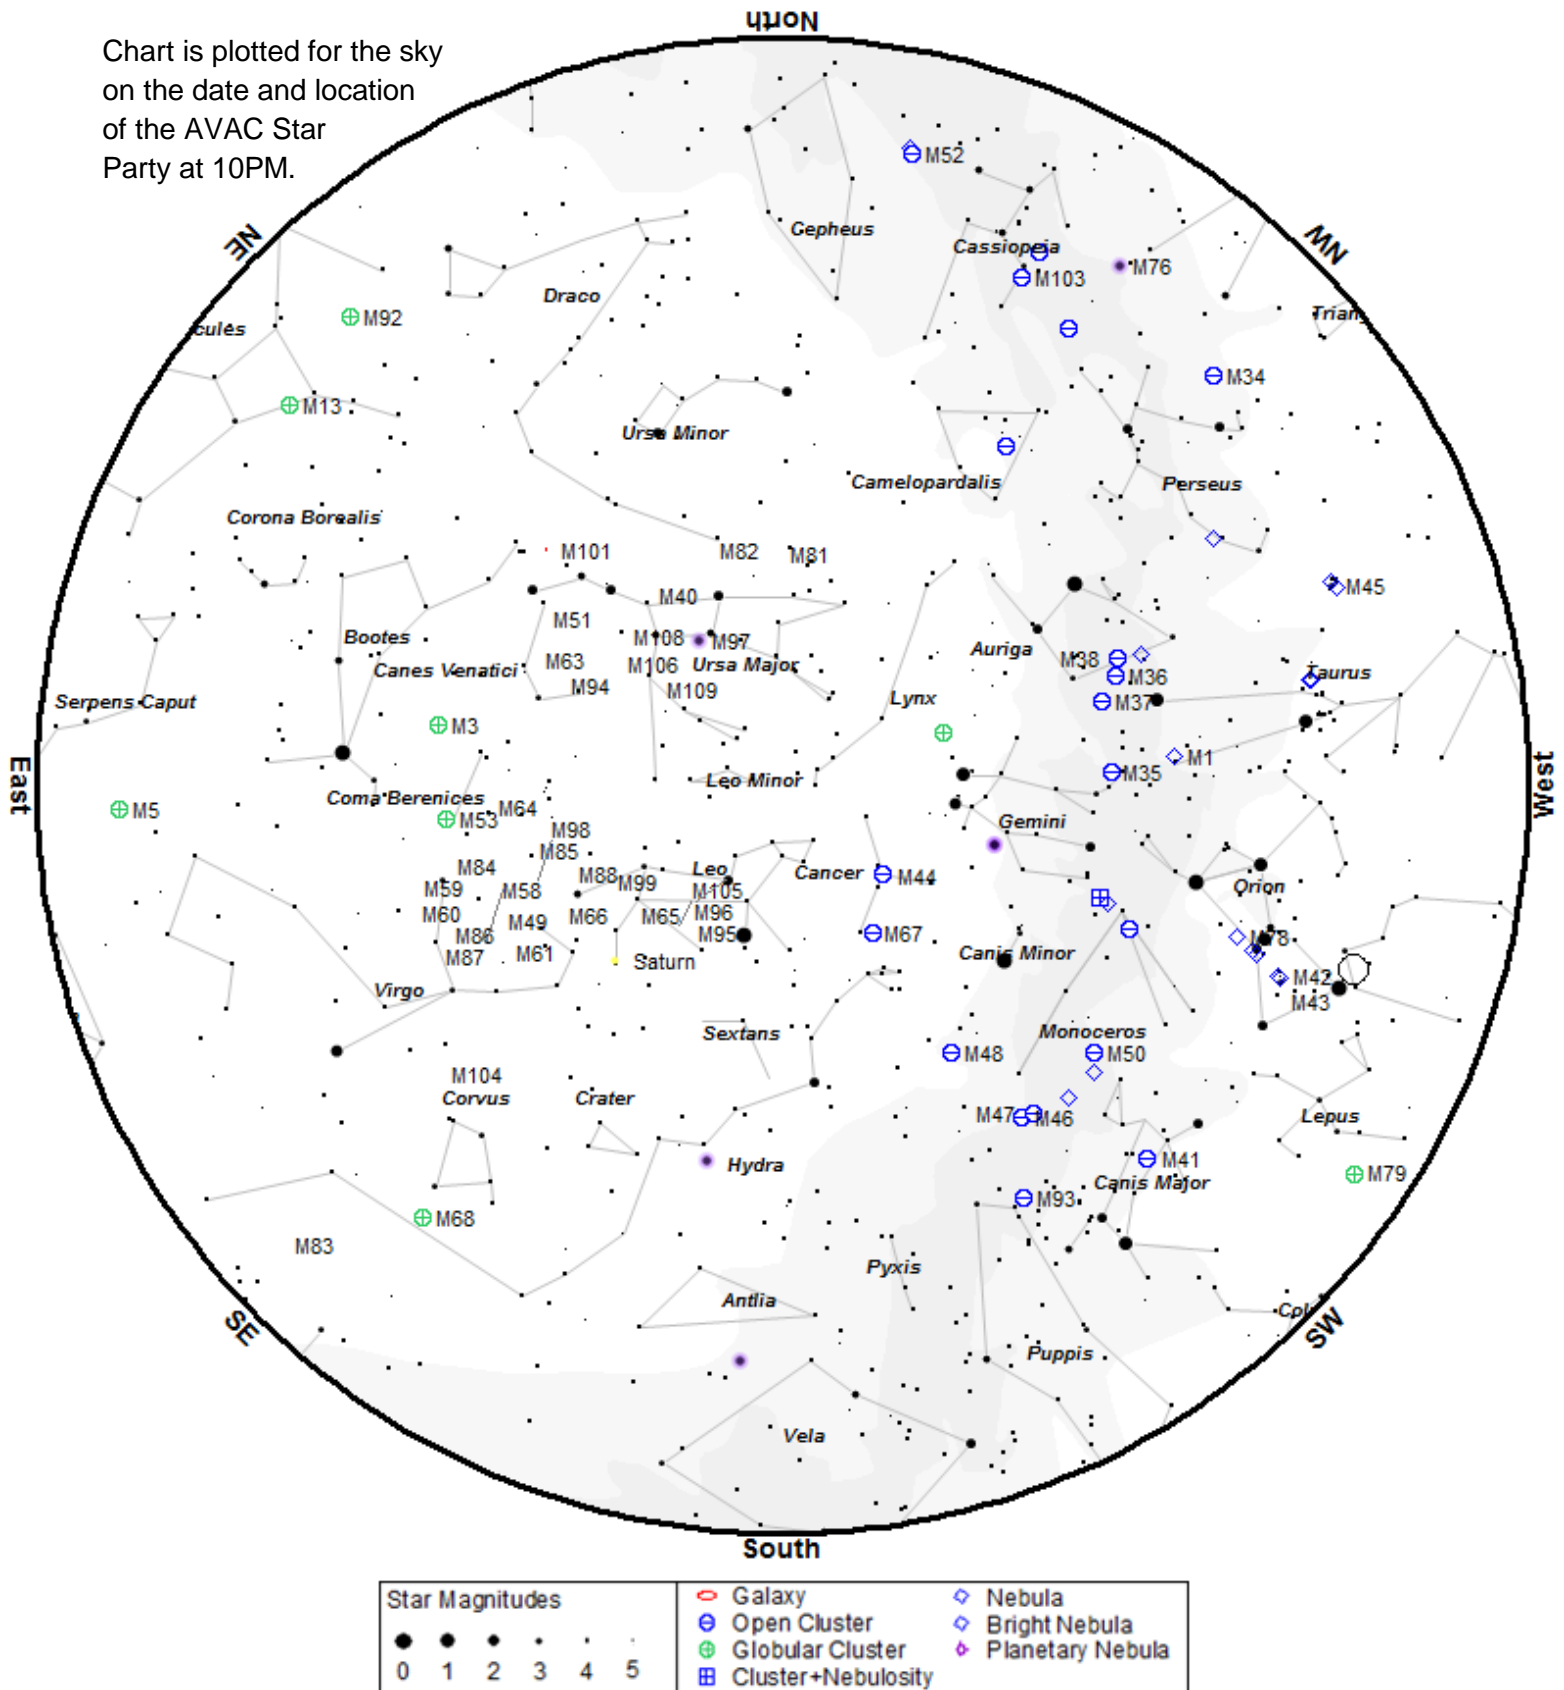 North
Chart is plotted for the sky
on the date and location
of the AVAC Star
Party at 10PM.
M52
NE
Gepheus
Cassiopeia
NW
M76
M103
Draco
M92
culés
Triang
M34
M13
Ursa Minor
Camelopardalis
Perseus
Corona Borealis
M101
M82
M81
M45
M40
M51
Bootes
M108
M97
Auriga
M38
Canes Venatici
M63
M106
Ursa Major
M36
Taurus
M94
M109
M37
Serpens Caput
Lynx
M3
M1
East
M35
West
Leo Minor
Coma Berenices
M64
M5
M53
Gemini
M98
M85
M84
M88
Leo
Cancer
M44
M59
M58
M99
M105
Orion
M60
M49
M66
M65
M96
M86
M95
M67
M78
M87
M61
Saturn
Canis Minor
M42
Virgo
M43
Sextans
Monoceros
M48
M50
M104
Corvus
Crater
M47
M46
Lepus
Hydra
M41
M79
Canis Major
M93
M68
M83
Pyxis
Antlia
Colu
SE
SW
Puppis
Vela
South
Star Magnitudes
0 1 2 3 4 5
Galaxy
Open Cluster
Globular Cluster
Cluster+Nebulosity
Nebula
Bright Nebula
Planetary Nebula